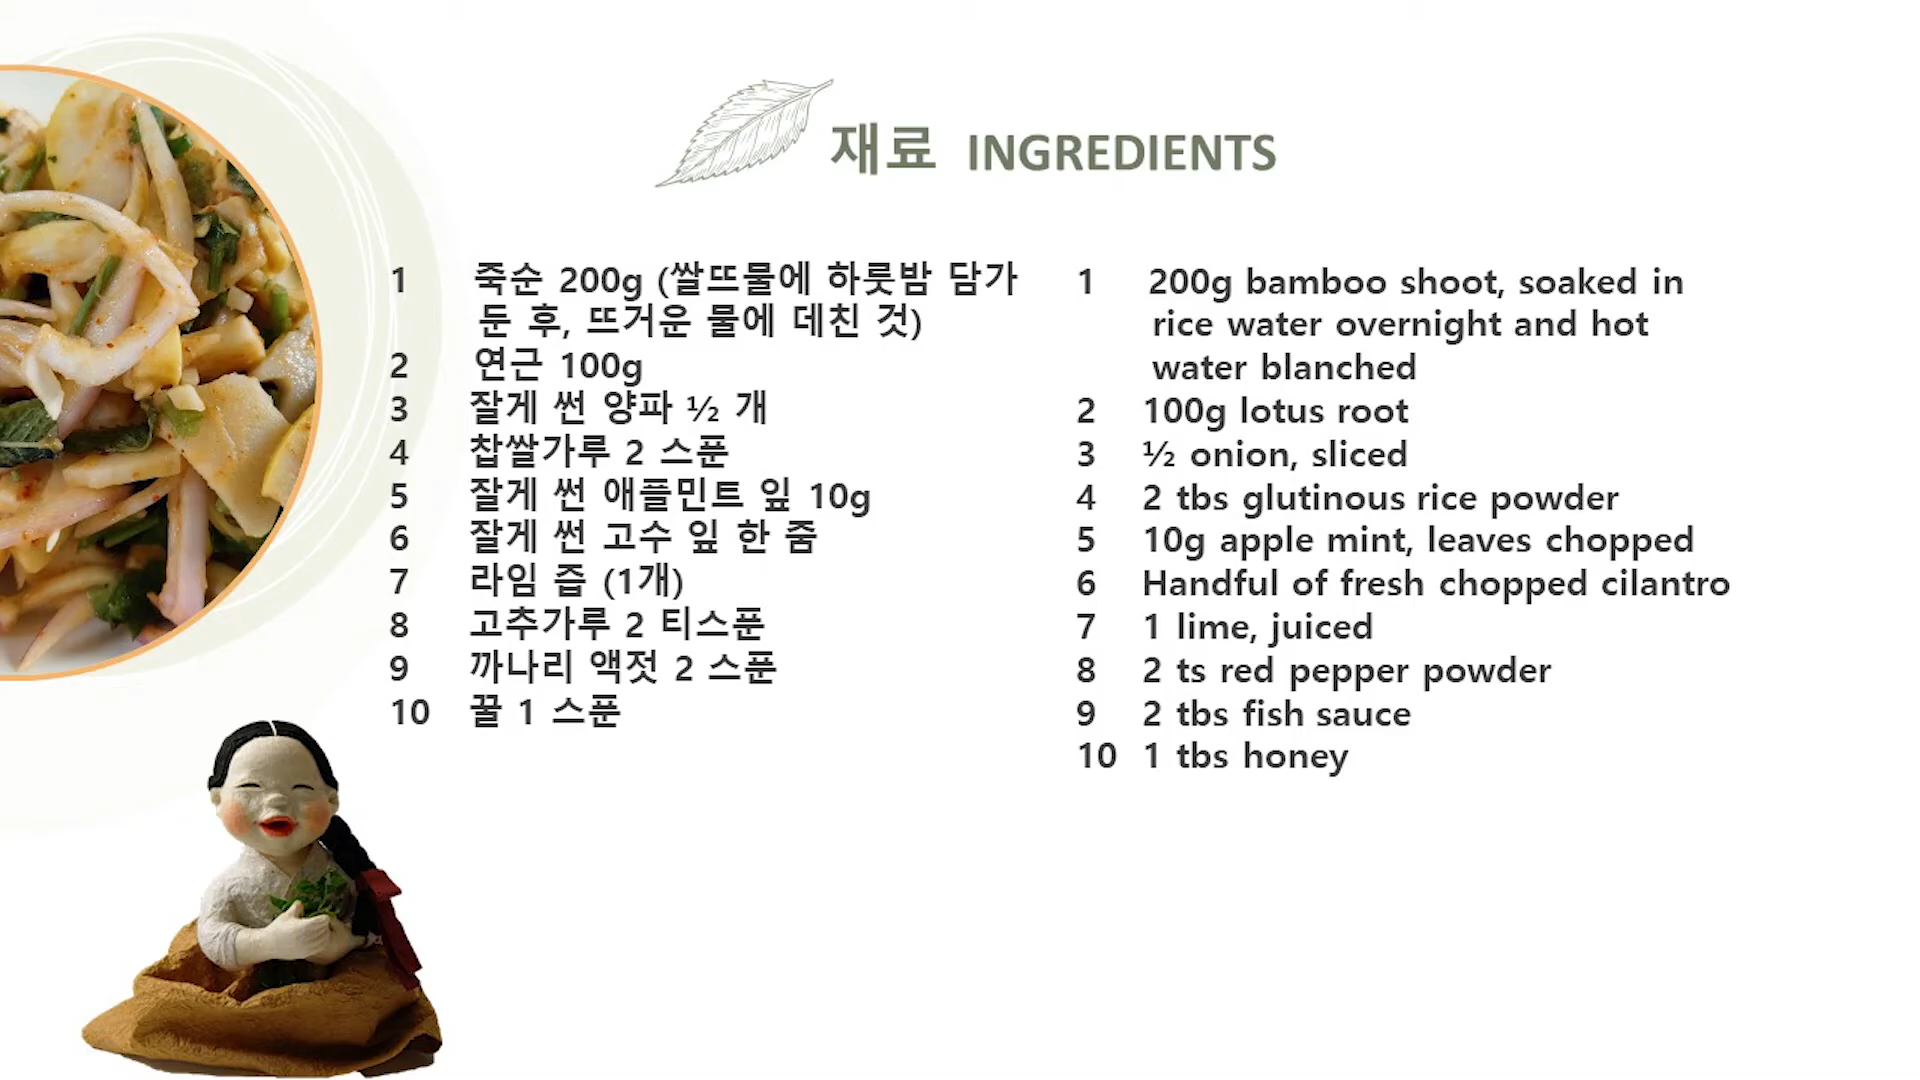 재료 INGREDIENTS
1 죽순 200g (쌀뜨물에 하룻밤 담가
둔 후, 뜨거운 물에 데친 것)
2 연근 100g
3 잘게 썬 양파 ½ 개
4 찹쌀가루 2 스푼
5 잘게 썬 애플민트 잎 10g
6 잘게 썬 고수 잎 한 줌
7 라임 즙 (1개)
8 고추가루 2 티스푼
9 까나리 액젓 2 스푼
10 꿀 1 스푼
1 200g bamboo shoot, soaked in
rice water overnight and hot
water blanched
2 100g lotus root
3 ½ onion, sliced
4 2 tbs glutinous rice powder
5 10g apple mint, leaves chopped
6 Handful of fresh chopped cilantro
7 1 lime, juiced
8 2 ts red pepper powder
9 2 tbs fish sauce
10 1 tbs honey